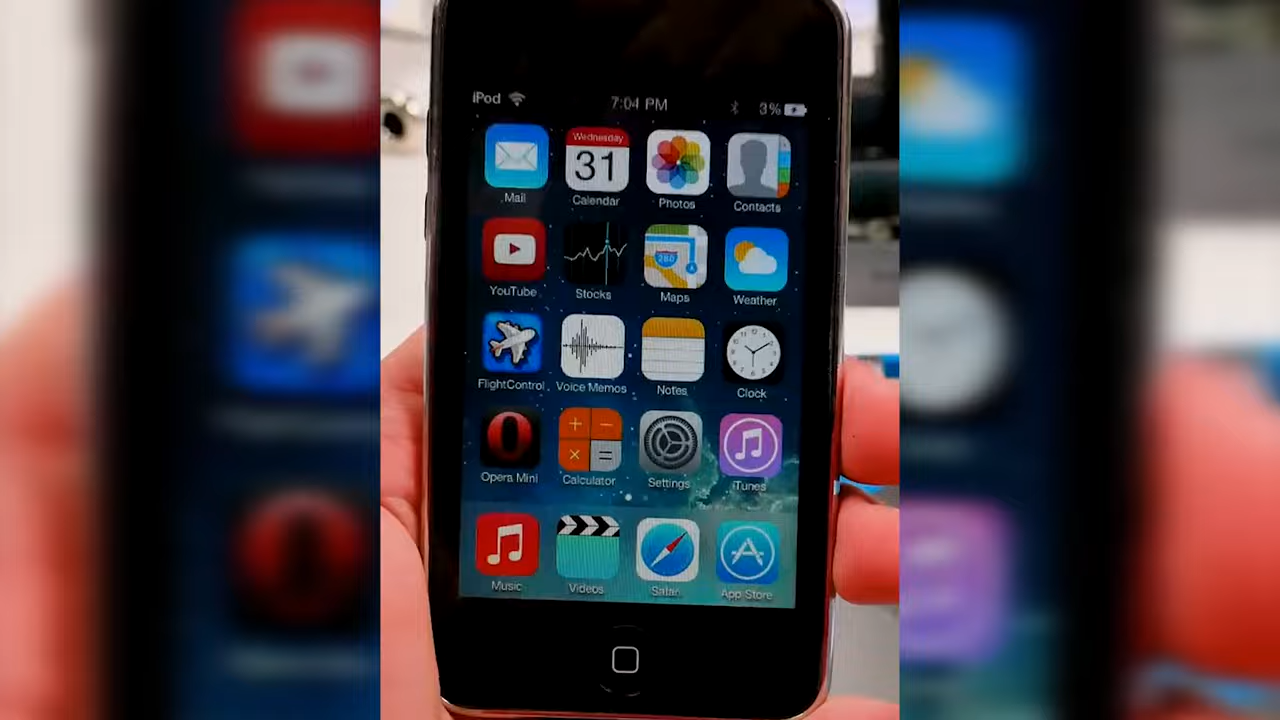 iPod 7:04 PM 3%
Wednesday
31
Mail Calendar Photos Contacts
280
YouTube Stocks Maps Weather
FlightControl Voice Memos Notes Clock
Opera Mini Calculator Settings iTunes
Music Videos Safari App Store